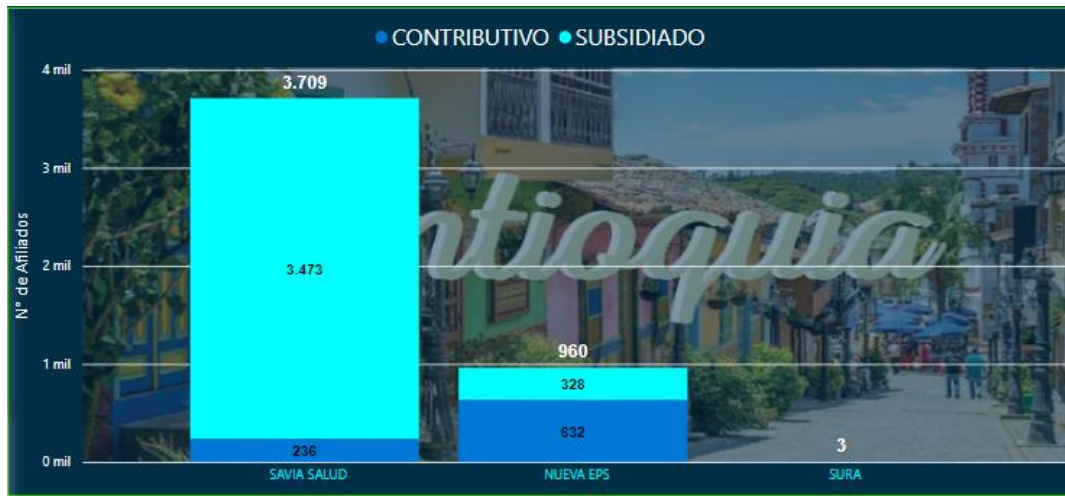 CONTRIBUTIVO SUBSIDIADO
4 mil
3.709
3 mil
3.473
2 mil
N° de Afiliados
ntioquia
1 mil
960
328
632
236
3
0 mil
SAVIA SALUD NUEVA EPS SURA